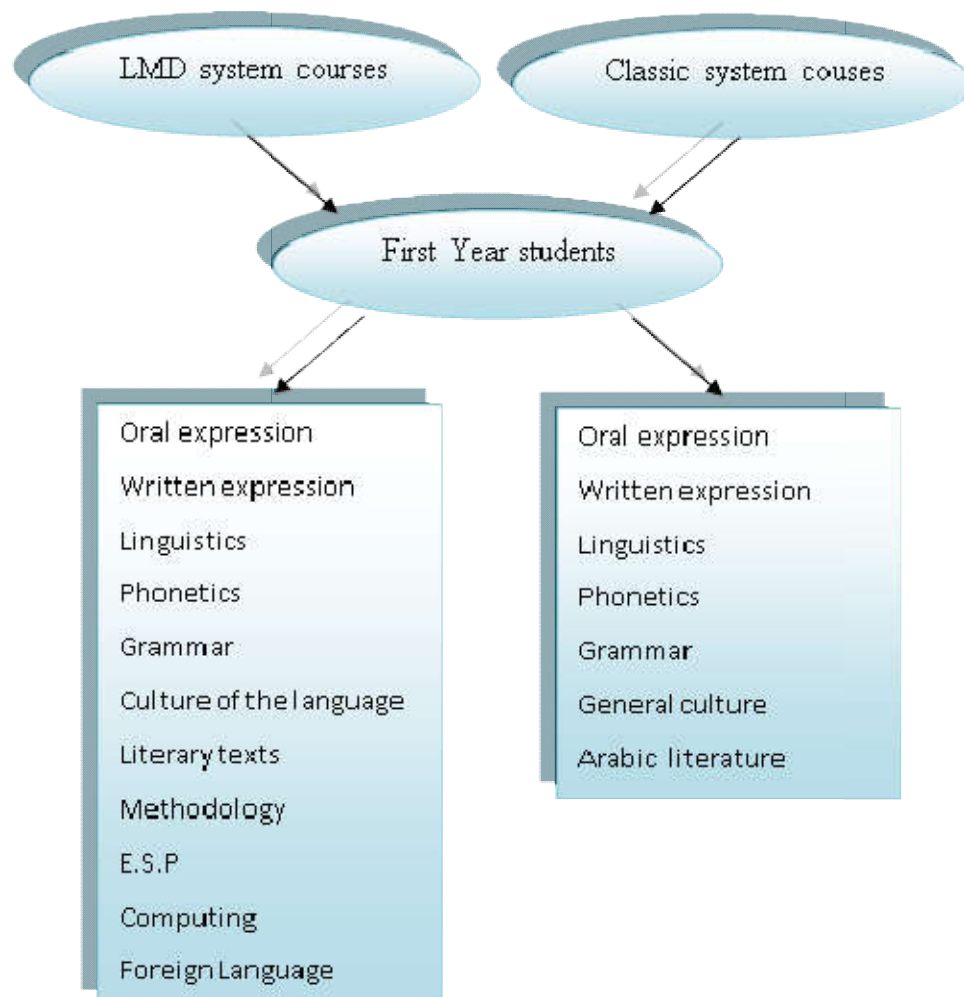 LMD system courses
Classic system couses
First Year students
Oral expression
Written expression
Linguistics
Phonetics
Grammar
Culture of the language
Literary texts
Methodology
E.S.P
Computing
Foreign Language
Oral expression
Written expression
Linguistics
Phonetics
Grammar
General culture
Arabic literature